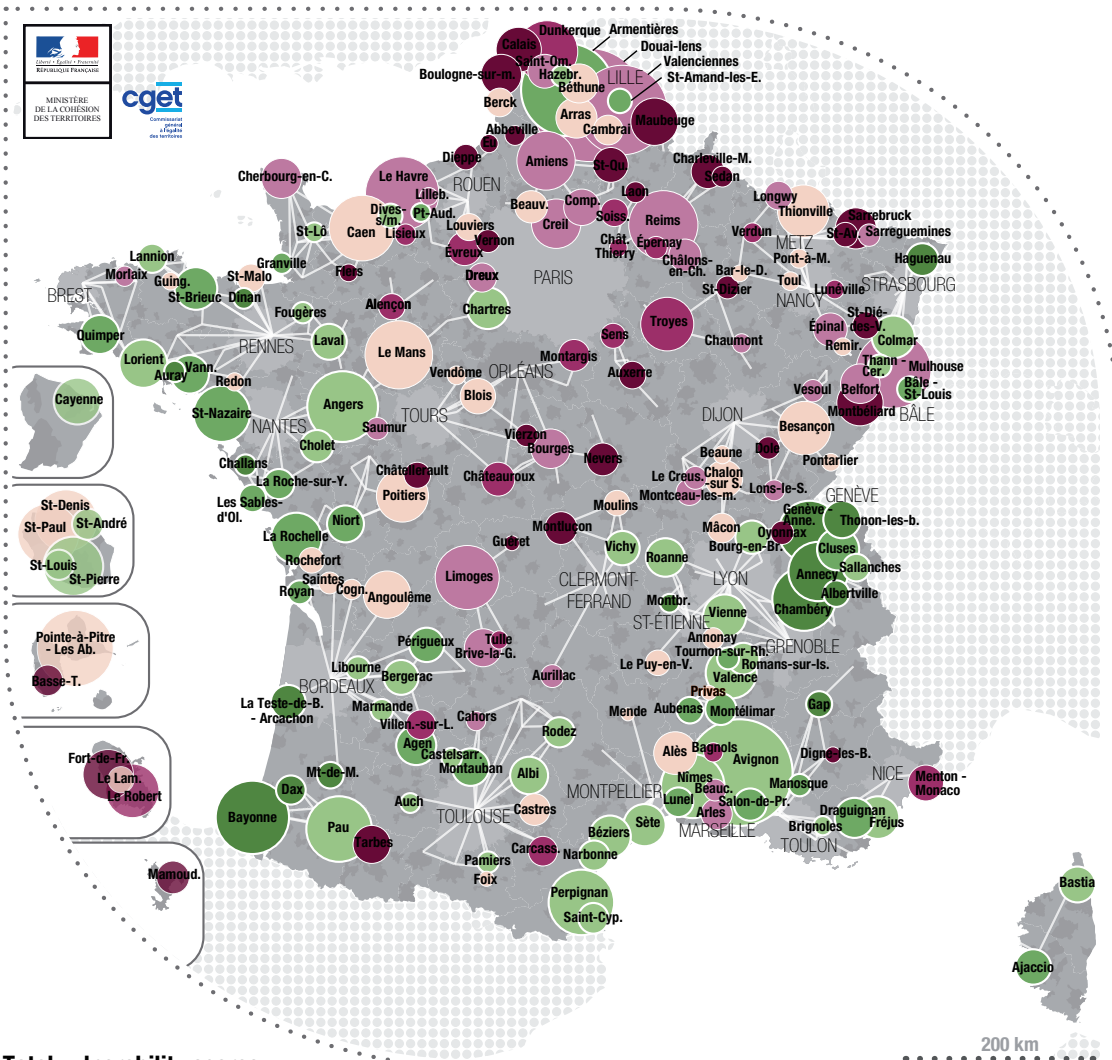 Liberté • Égalité • Fraternité
RÉPUBLIQUE FRANÇAISE
MINISTÈRE
DE LA COHÉSION
DES TERRITOIRES
cget
Commissariat
général
à l'égalité
des territoires
Dunkerque
Armentières
Calais
Douai-lens
Saint-Om.
Valenciennes
Boulogne-sur-m.
Hazebr.
LILLE
St-Amand-les-E.
Béthune
Berck
Arras
Maubeuge
Cambrai
Abbeville
Eu
Dieppe
Amiens
St-Qu.
Charleville-M.
Sedan
Cherbourg-en-C.
Le Havre
ROUEN
Lilleb.
Laon
Longwy
Beauv.
Comp.
Soiss.
Reims
Thionville
Dives-
s/m.
Pt-Aud.
Louviers
Creil
Sarrebruck
St-Lô
Caen
Lisieux
Vernon
Évreux
Chât.
Thierry
Épernay
Verdun
METZ
St-Av.
Sarreguemines
Châlons-
en-Ch.
Pont-à-M.
Haguenau
Lannion
Granville
Flers
Dreux
PARIS
Bar-le-D.
Toul
Morlaix
Guing.
St-Malo
St-Dizier
Lunéville
STRASBOURG
BREST
St-Brieuc
Dinan
Alençon
Chartres
NANCY
Fougères
Troyes
St-Dié-
des-V.
Quimper
Laval
Sens
Épinal
Colmar
RENNES
Le Mans
Montargis
Chaumont
Remir.
Lorient
Vann.
Auray
Redon
Vendôme
ORLÉANS
Auxerre
Thann -
Cer.
Mulhouse
Blois
Vesoul
Belfort
Bâle -
St-Louis
Cayenne
St-Nazaire
Angers
TOURS
DIJON
Montbéliard
BÂLE
NANTES
Saumur
Besançon
Cholet
Vierzon
Bourges
Beaune
Dole
Challans
Nevers
Pontarlier
Châtellerault
Châteauroux
Le Creus.
Chalon
-sur S.
La Roche-sur-Y.
Montceau-les-m.
Lons-le-S.
Les Sables-
d'Ol.
Poitiers
Moulins
GENÈVE
St-Denis
Genève -
Anne.
St-Paul
St-André
Niort
Montluçon
Mâcon
Oyonnax
Thonon-les-b.
La Rochelle
Guéret
Vichy
Roanne
Bourg-en-Br.
Cluses
St-Louis
St-Pierre
Rochefort
Limoges
CLERMONT-
FERRAND
LYON
Annecy
Sallanches
Saintes
Cogn.
Angoulême
Royan
Montbr.
Albertville
Vienne
Chambéry
ST-ÉTIENNE
Pointe-à-Pitre
- Les Ab.
Périgueux
Tulle
Annonay
GRENOBLE
Brive-la-G.
Tournon-sur-Rh.
Basse-T.
Libourne
Le Puy-en-V.
Romans-sur-Is.
Bergerac
Aurillac
Valence
BORDEAUX
Privas
La Teste-de-B.
- Arcachon
Marmande
Aubenas
Montélimar
Gap
Villen.-sur-L.
Cahors
Mende
Rodez
Agen
Castelsarr.
Alès
Bagnols
Digne-les-B.
Fort-de-Fr.
Montauban
Avignon
Le Lam.
Mt-de-M.
Albi
Nîmes
Manosque
NICE
Menton -
Monaco
Le Robert
Dax
MONTPELLIER
Beauc.
Auch
Lunel
Salon-de-Pr.
Bayonne
Pau
TOULOUSE
Castres
Arles
Draguignan
Sète
MARSEILLE
Brignoles
Fréjus
Tarbes
Béziers
TOULON
Carcass.
Narbonne
Mamoud.
Pamiers
Foix
Perpignan
Bastia
Saint-Cyp.
Ajaccio
200 km